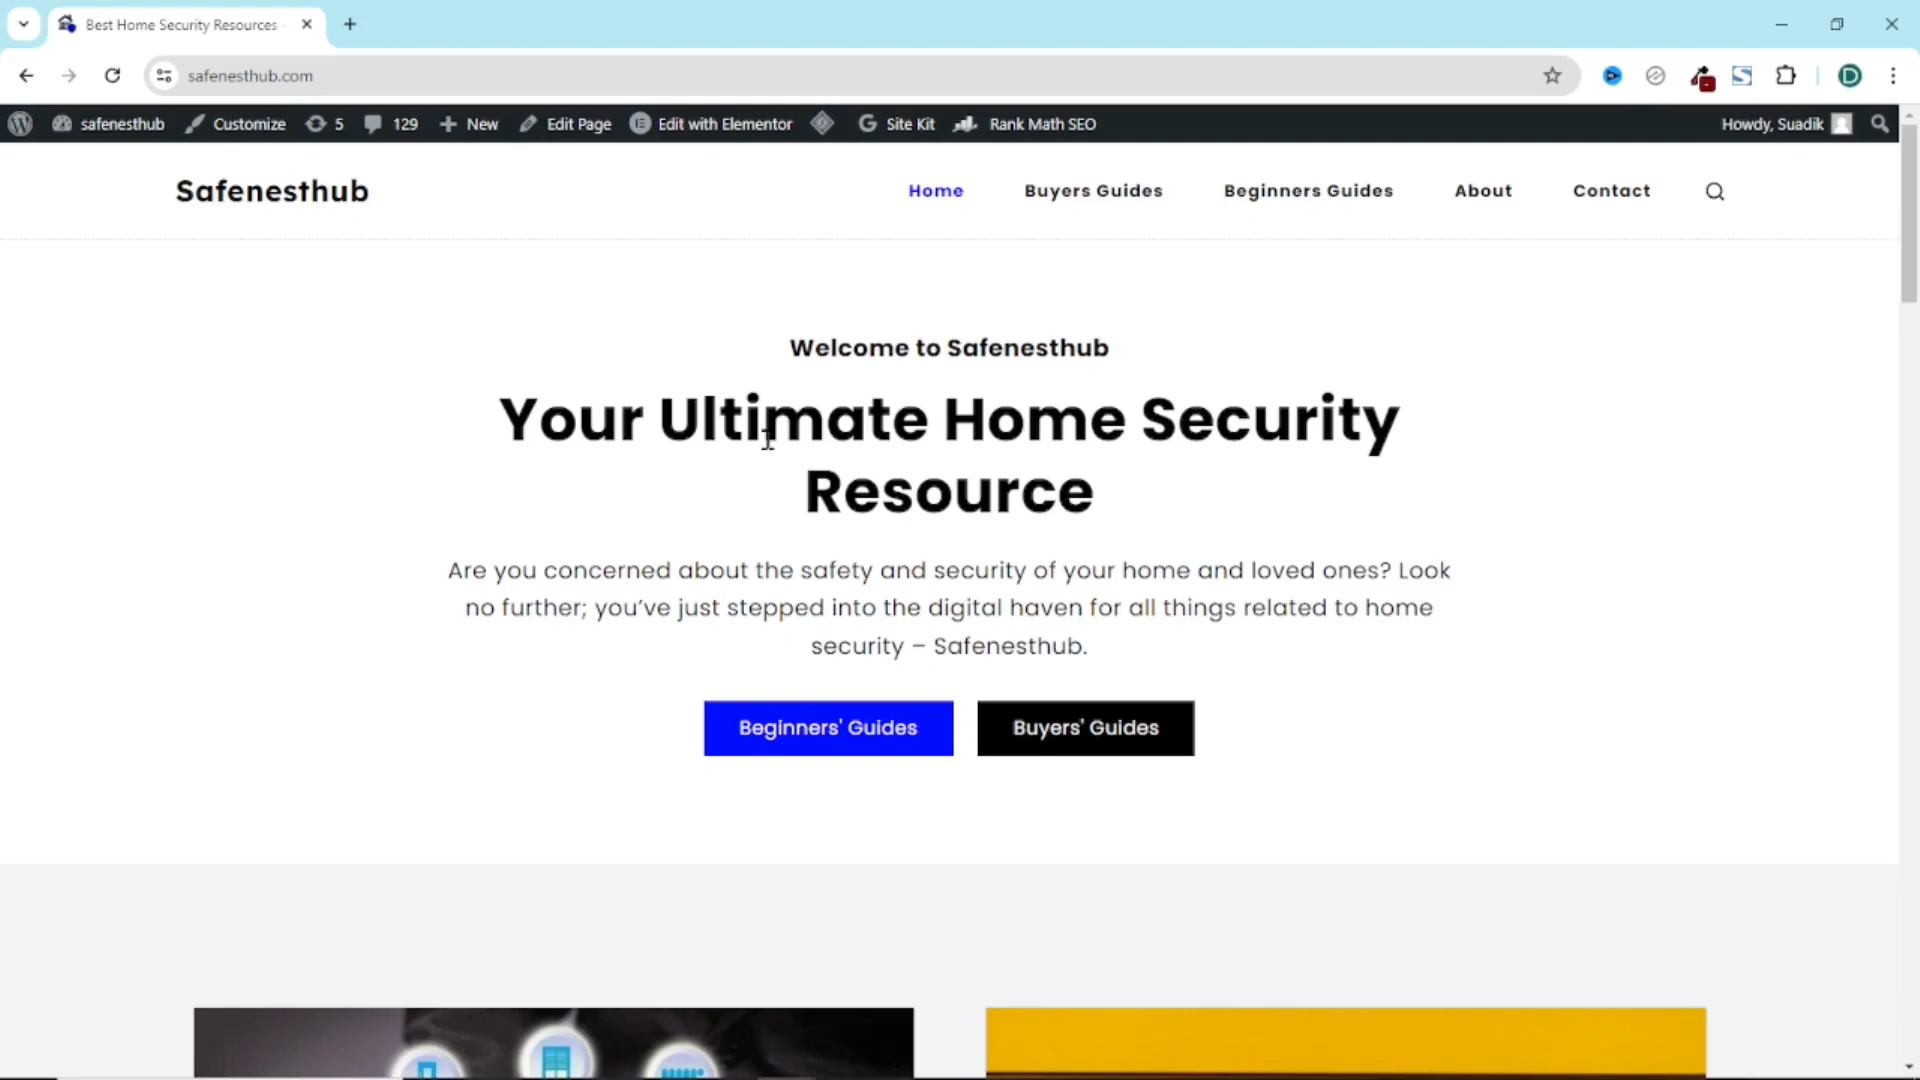 Best Home Security Resources
safenesthub.com
D
safenesthub Customize 5 129 New Edit Page Edit with Elementor Site Kit Rank Math SEO Howdy, Suadik
Safenesthub
Home Buyers Guides Beginners Guides About Contact
Welcome to Safenesthub
Your Ultimate Home Security
Resource
Are you concerned about the safety and security of your home and loved ones? Look
no further; you’ve just stepped into the digital haven for all things related to home
security – Safenesthub.
Beginners' Guides Buyers' Guides